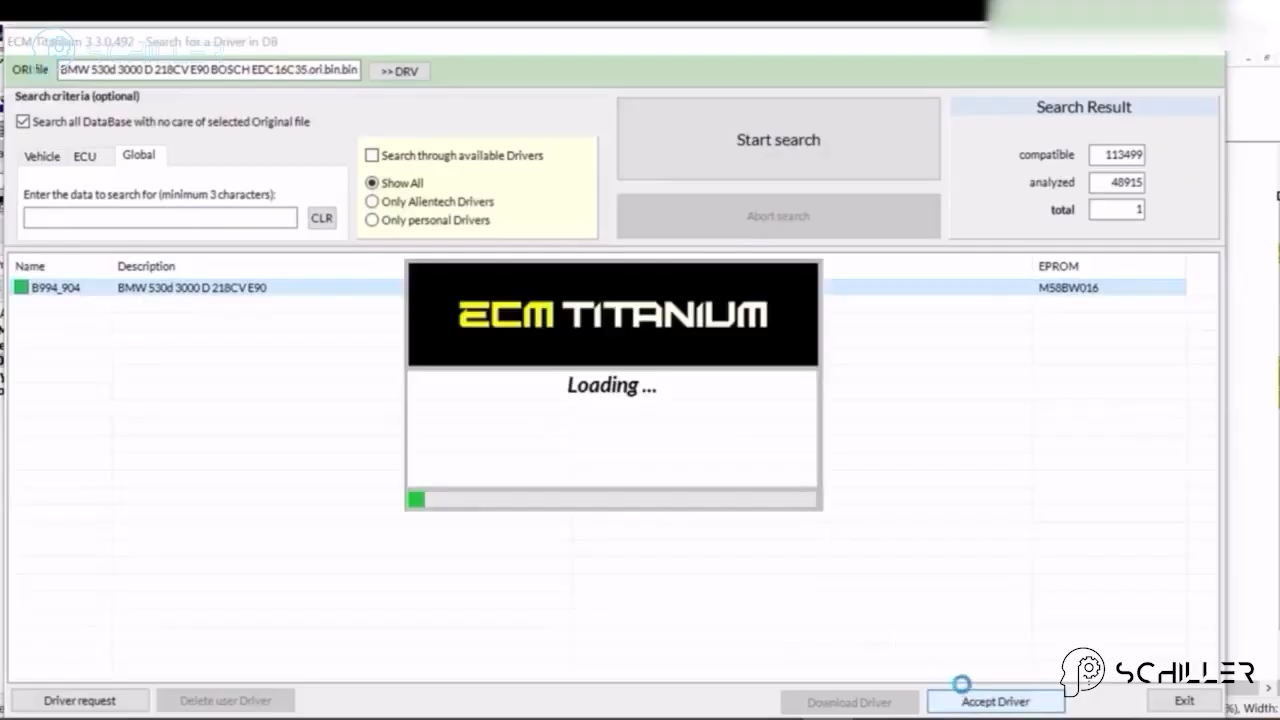 ECM Titanium 3.3.0.492 - Search for a Driver in DB
ORI file BMW 530d 3000 D 218CV E90 BOSCH EDC16C35.ori.bin.bin >> DRV
Search criteria (optional)
Search all DataBase with no care of selected Original file
Vehicle ECU Global
Enter the data to search for (minimum 3 characters):
CLR
Search through available Drivers
Show All
Only Alientech Drivers
Only personal Drivers
Start search
Abort search
Search Result
compatible 113499
analyzed 48915
total 1
Name Description EPROM
B994_904 BMW 530d 3000 D 218CV E90 M58BW016
ECM TITANIUM
Loading ...
SCHILLER
Driver request Delete user Driver Download Driver Accept Driver Exit
%), Width: